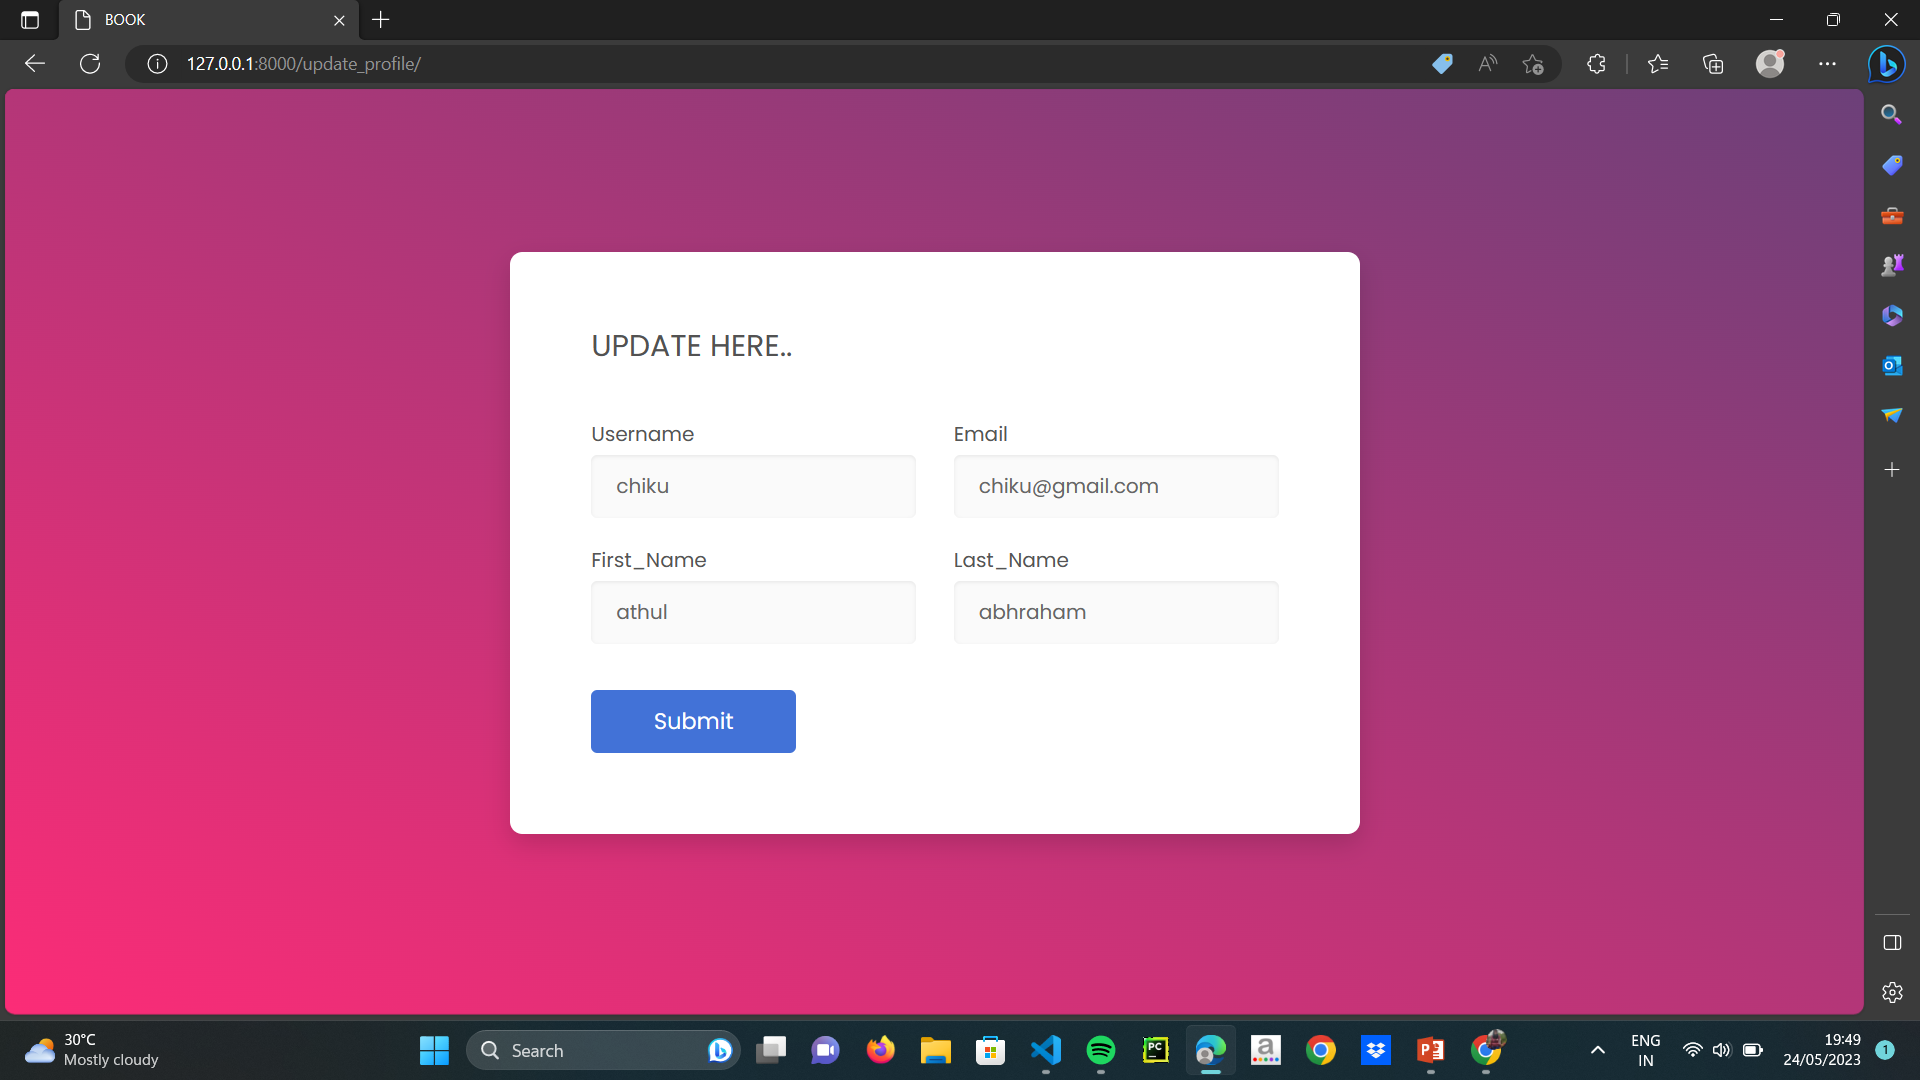 BOOK
127.0.0.1:8000/update_profile/
UPDATE HERE..
Username
Email
chiku
chiku@gmail.com
First_Name
Last_Name
athul
abhraham
Submit
30°C
Mostly cloudy
Search
PC
a
ENG
IN
19:49
24/05/2023
1